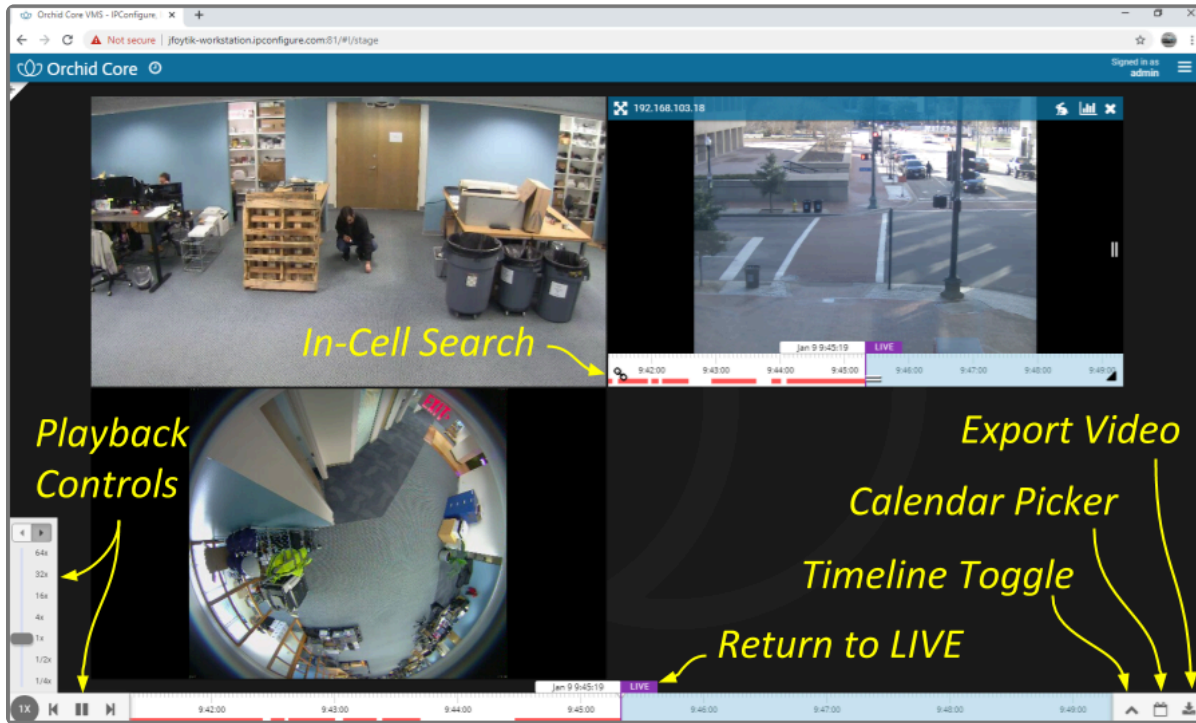 Orchid Core VMS - IPConfigure,
Not secure | jfoytik-workstation.ipconfigure.com:81/#!/stage
Orchid Core
Signed in as
admin
192.168.103.18
In-Cell Search
Jan 9 9:45:19 LIVE
9:42:00 9:43:00 9:44:00 9:45:00 9:46:00 9:47:00 9:48:00 9:49:00
Playback
Controls
Export Video
Calendar Picker
Timeline Toggle
Return to LIVE
64x
32x
16x
4x
1x
1/2x
1/4x
Jan 9 9:45:19 LIVE
1X 9:42:00 9:43:00 9:44:00 9:45:00 9:46:00 9:47:00 9:48:00 9:49:00